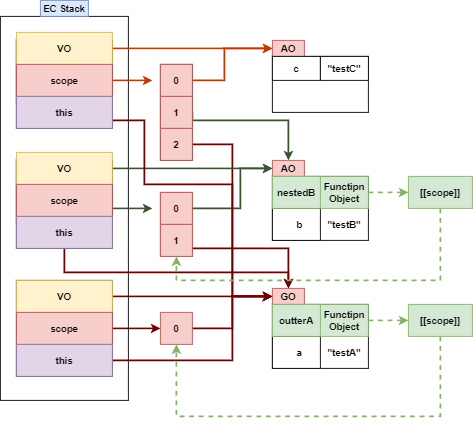 EC Stack
VO
scope
this
0
1
2
AO
c "testC"
VO
scope
this
0
1
AO
nestedB Functipn
Object
b "testB"
[[scope]]
VO
scope
this
0
GO
outterA Functipn
Object
a "testA"
[[scope]]